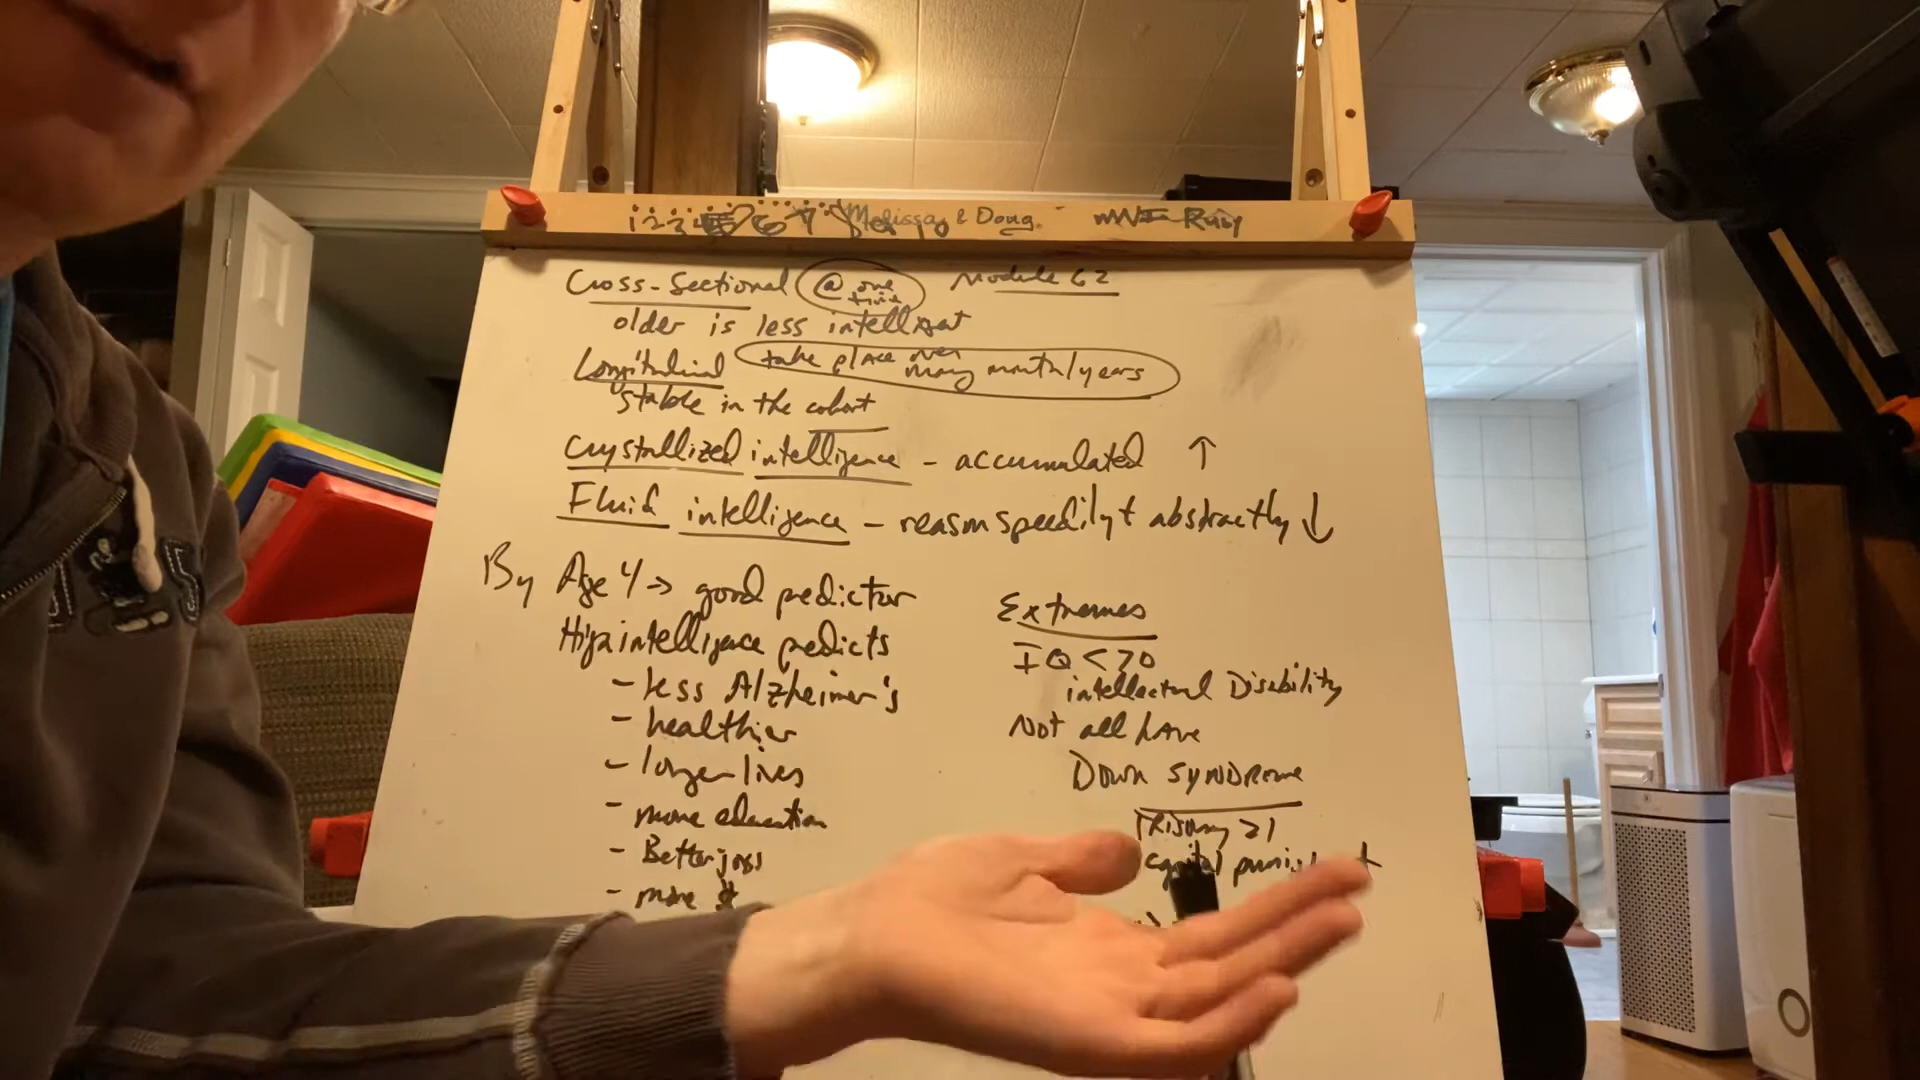 Melissa & Doug Ruby
Cross-Sectional @ one time Module 62
older is less intelligent
Longitudinal take place over many month/years
stable in the cohort
Crystallized intelligence - accumulated ↑
Fluid intelligence - reason speedily + abstractly ↓
By Age 4 → good predictor
High intelligence predicts
- less Alzheimer's
- healthier
- longer lives
- more education
- Better jobs
- more $
Extremes
IQ < 70
intellectual Disability
Not all have
Down Syndrome
Trisomy 21
capital